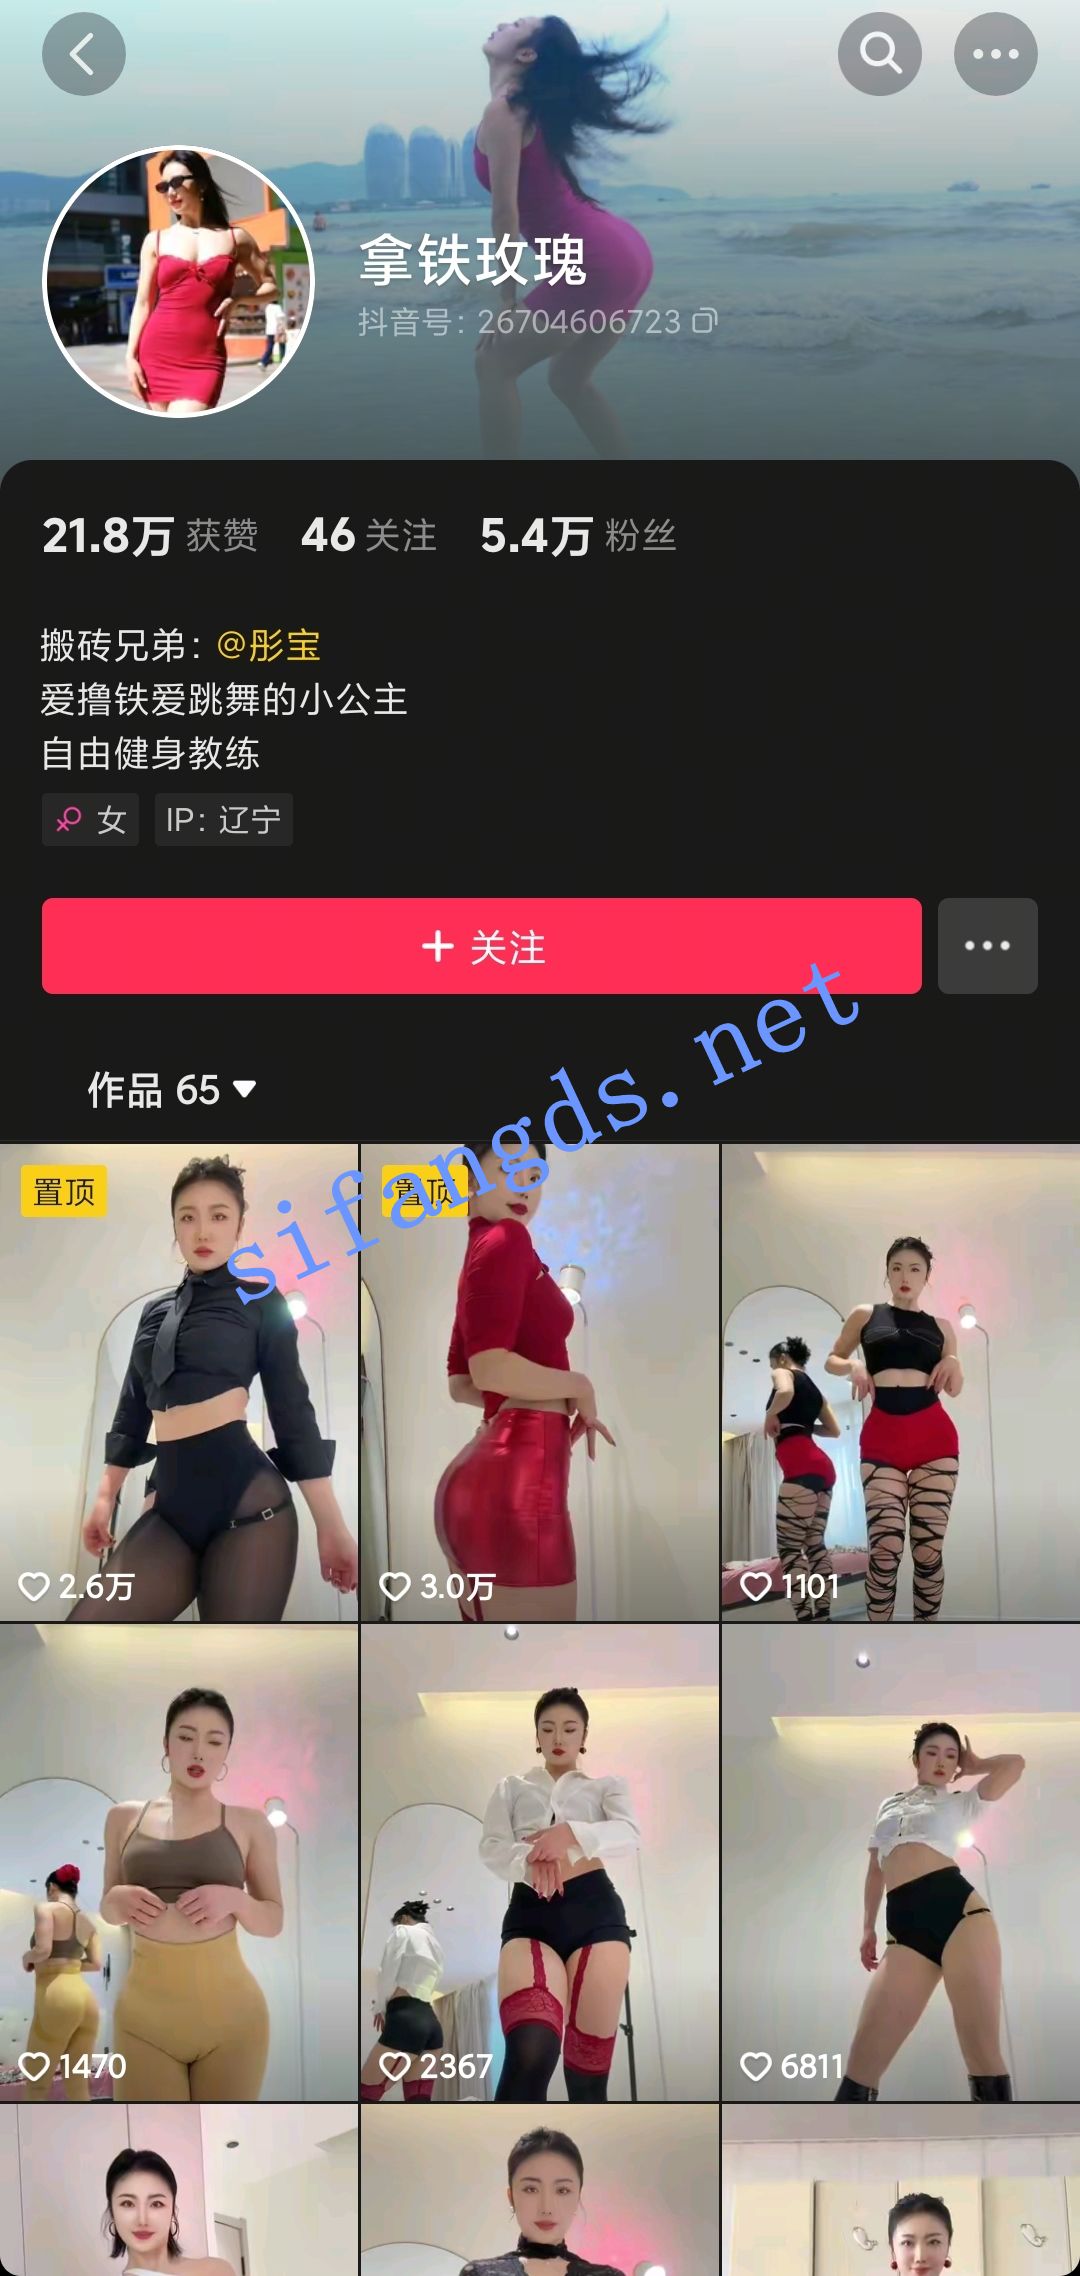 拿铁玫瑰
抖音号：26704606723
21.8万 获赞 46 关注 5.4万 粉丝
搬砖兄弟：@彤宝
爱撸铁爱跳舞的小公主
自由健身教练
女 IP：辽宁
+ 关注
作品 65
sifangds.net
置顶 置顶
2.6万 3.0万 1101
1470 2367 6811